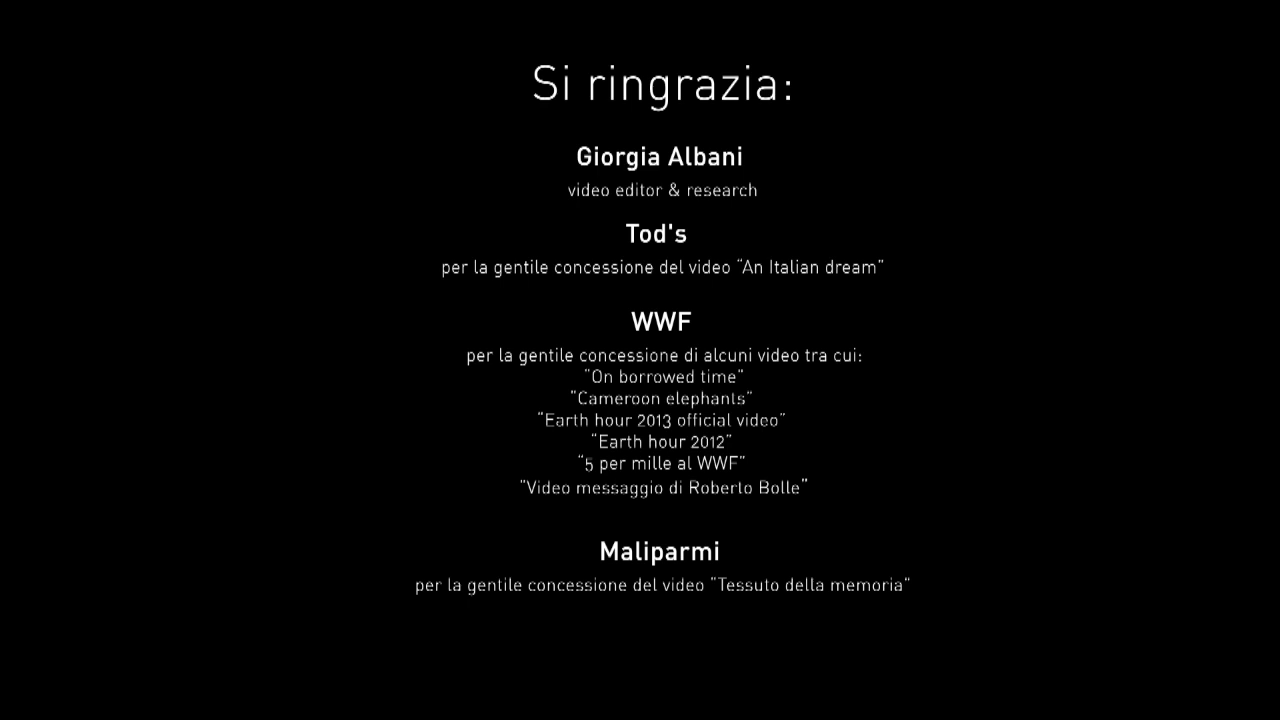 Si ringrazia:
Giorgia Albani
video editor & research
Tod's
per la gentile concessione del video “An Italian dream”
WWF
per la gentile concessione di alcuni video tra cui:
“On borrowed time”
“Cameroon elephants”
“Earth hour 2013 official video”
“Earth hour 2012”
“5 per mille al WWF”
“Video messaggio di Roberto Bolle”
Maliparmi
per la gentile concessione del video “Tessuto della memoria”